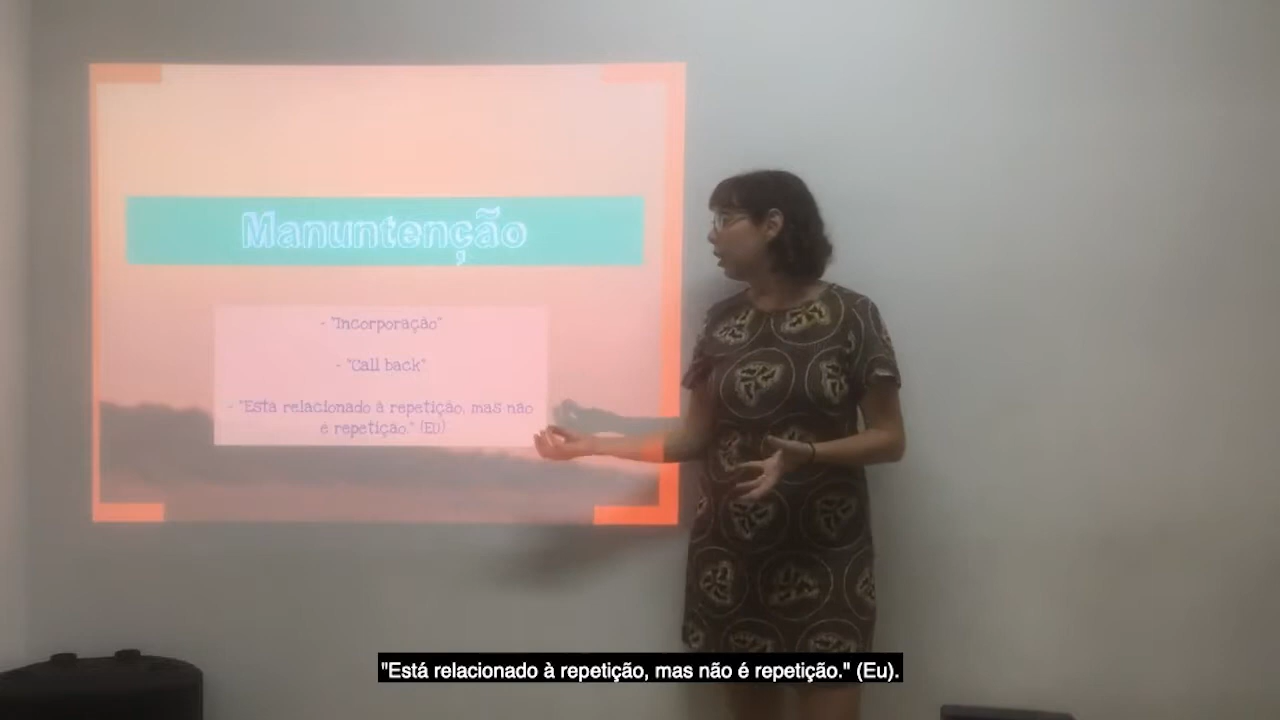 Manuntenção
- "Incorporação"
- "Call back"
- "Está relacionado à repetição, mas não
é repetição." (Eu)
"Está relacionado à repetição, mas não é repetição." (Eu).